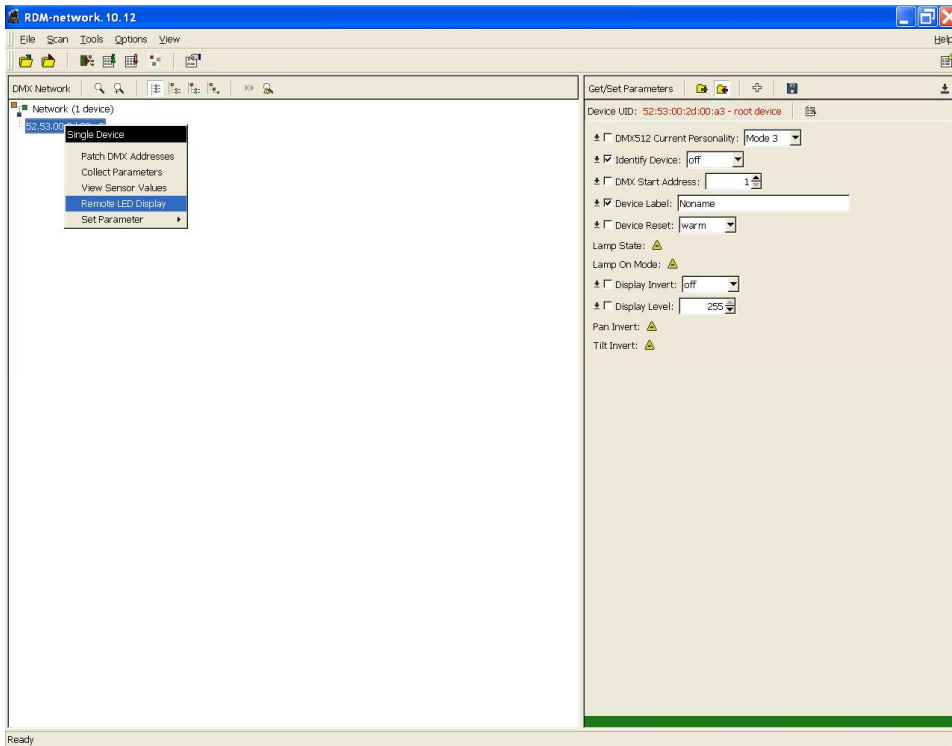 RDM-network.10.12
File Scan Tools Options View Help
DMX Network
Network (1 device)
52.53.00
Single Device
Patch DMX Addresses
Collect Parameters
View Sensor Values
Remote LED Display
Set Parameter
Get/Set Parameters
Device UID: 52:53:00:2d:00:a3 - root device
DMX512 Current Personality: Mode 3
Identify Device: off
DMX Start Address: 1
Device Label: Noname
Device Reset: warm
Lamp State:
Lamp On Mode:
Display Invert: off
Display Level: 255
Pan Invert:
Tilt Invert:
Ready